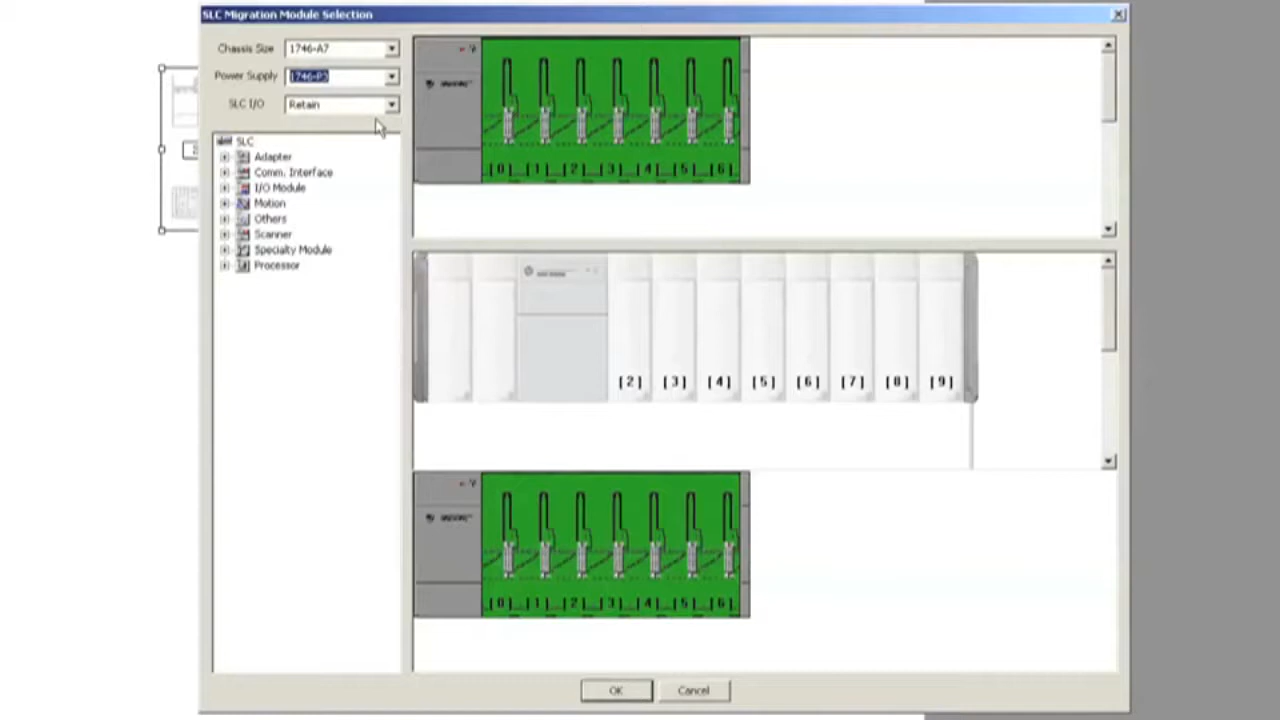 SLC Migration Module Selection
Chassis Size 1746-A7
Power Supply 1746-P3
SLC I/O Retain
SLC
Adapter
Comm. Interface
I/O Module
Motion
Others
Scanner
Specialty Module
Processor
[0] [1] [2] [3] [4] [5] [6]
[2] [3] [4] [5] [6] [7] [8] [9]
[0] [1] [2] [3] [4] [5] [6]
OK Cancel